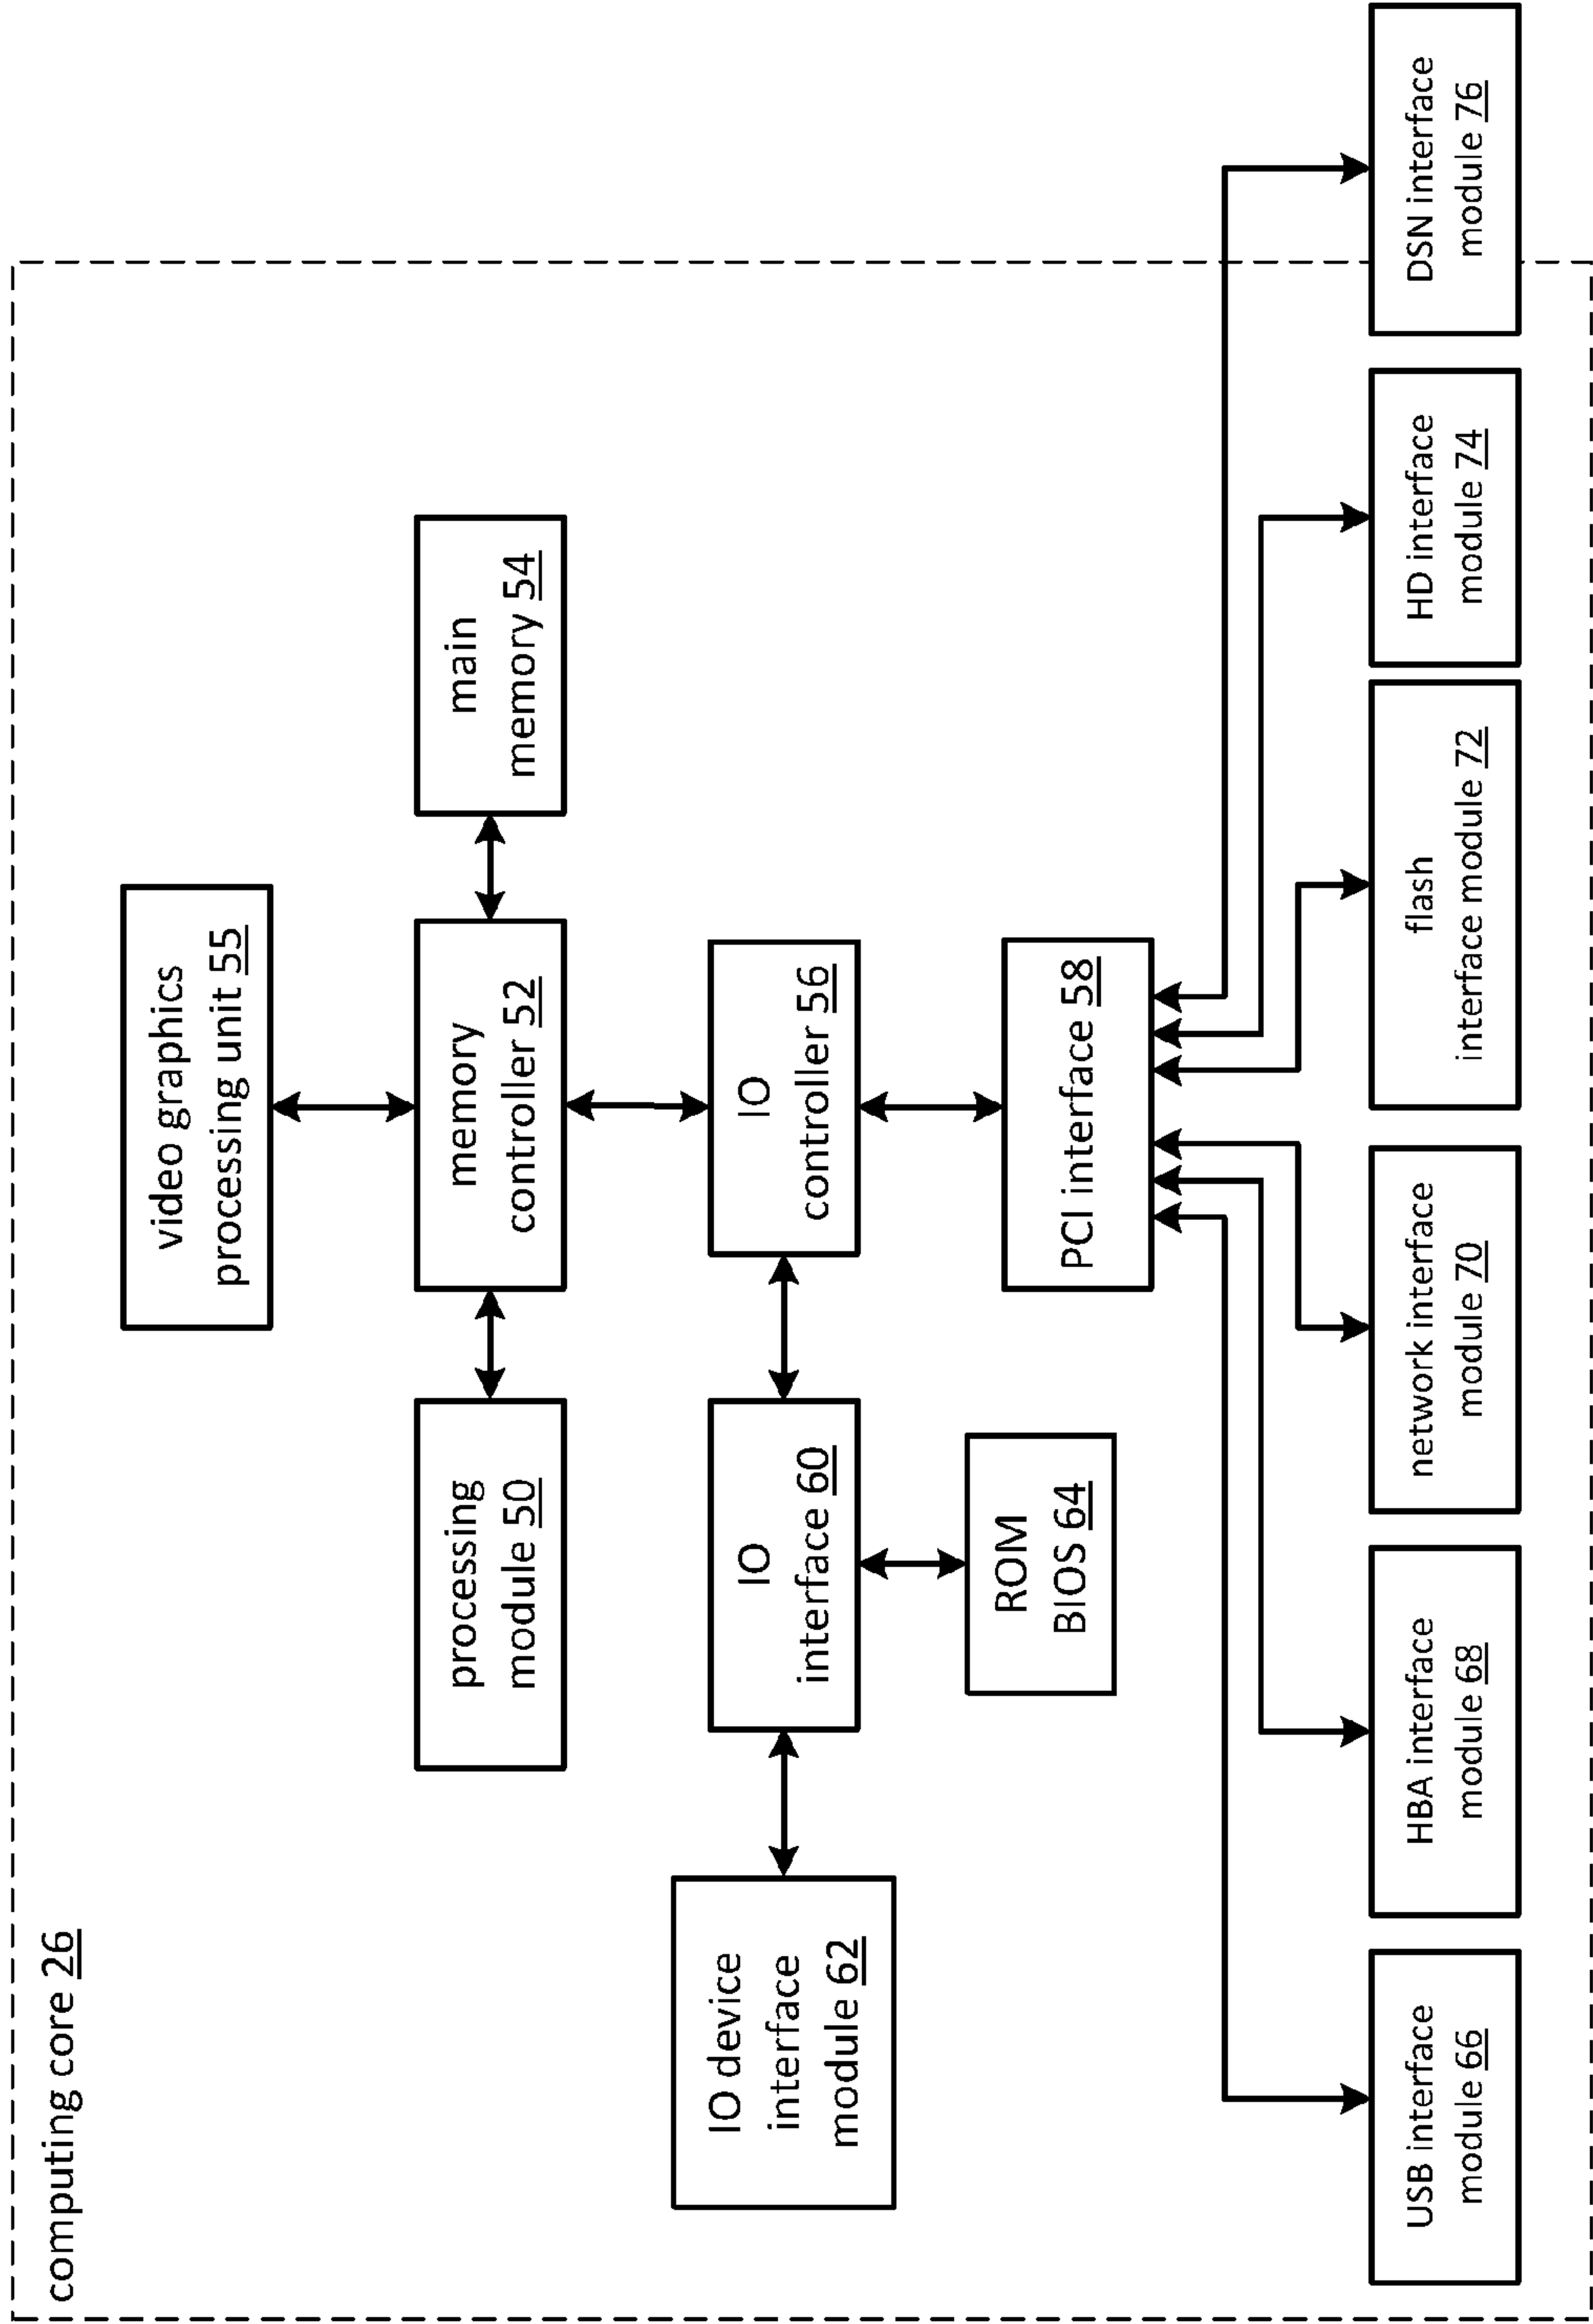 computing core 26
video graphics
processing unit 55
processing
module 50
memory
controller 52
main
memory 54
IO device
interface
module 62
IO
interface 60
IO
controller 56
ROM
BIOS 64
PCI interface 58
USB interface
module 66
HBA interface
module 68
network interface
module 70
flash
interface module 72
HD interface
module 74
DSN interface
module 76